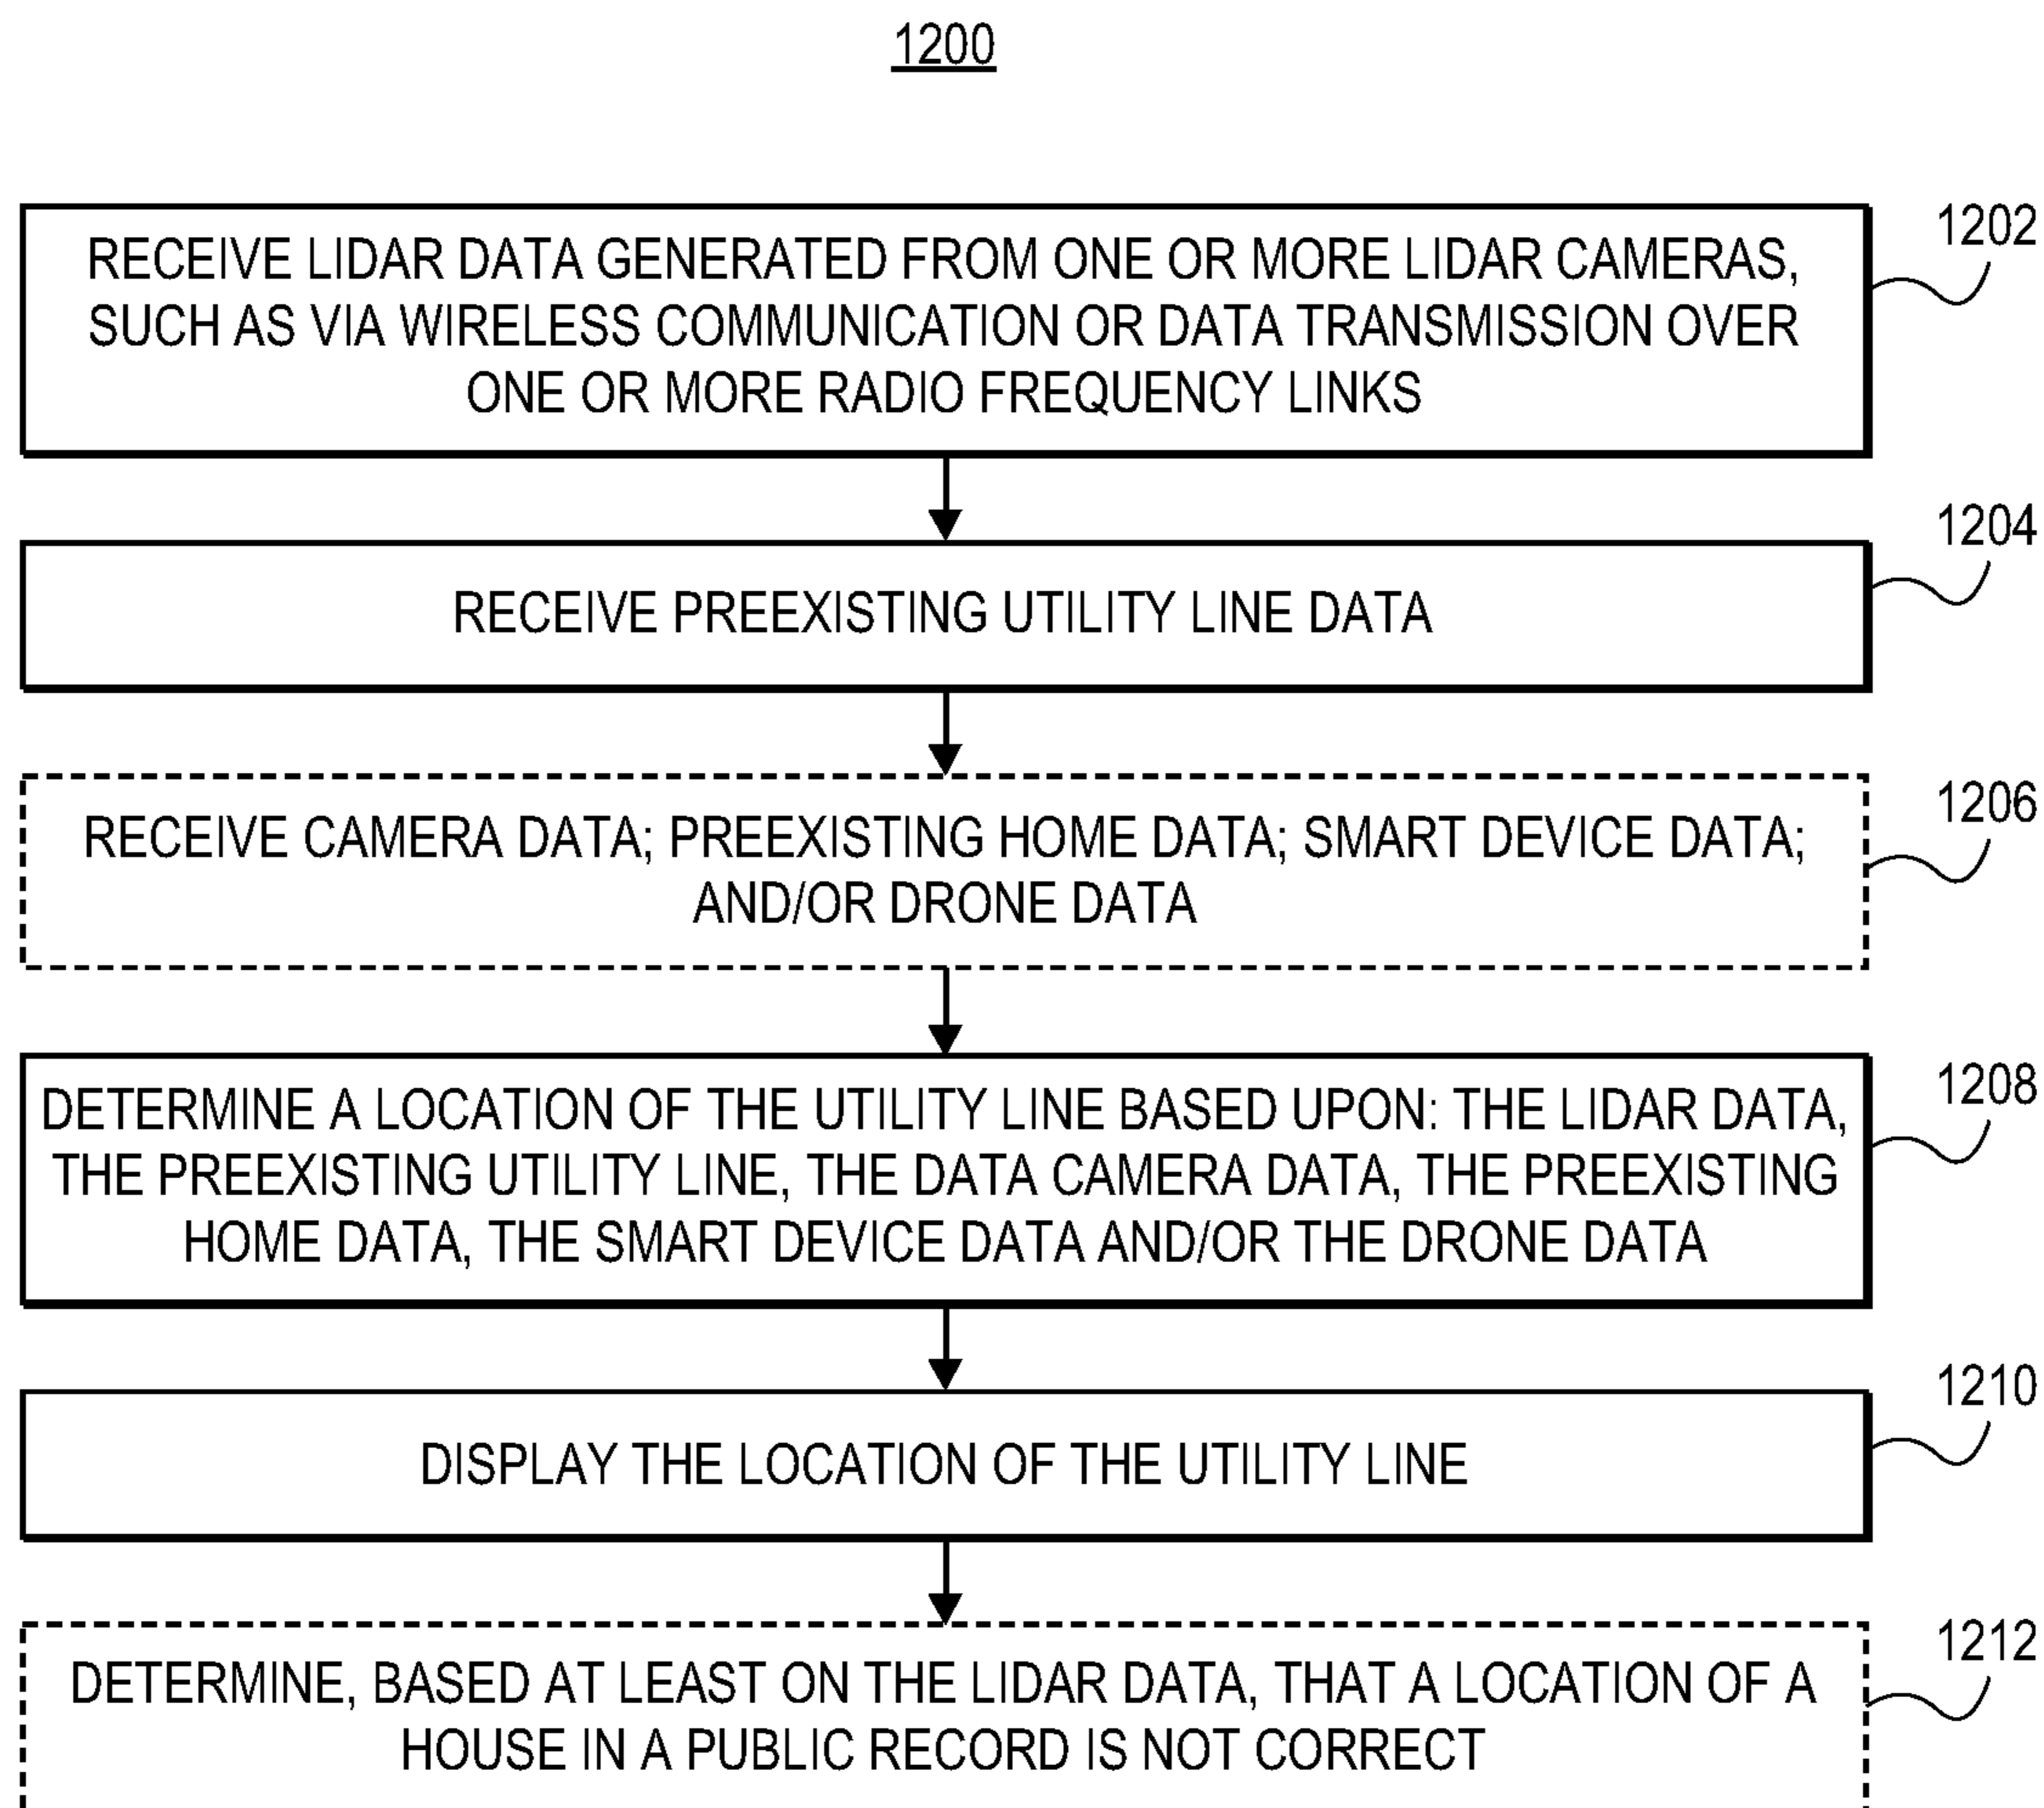 1200
1202
RECEIVE LIDAR DATA GENERATED FROM ONE OR MORE LIDAR CAMERAS,
SUCH AS VIA WIRELESS COMMUNICATION OR DATA TRANSMISSION OVER
ONE OR MORE RADIO FREQUENCY LINKS
1204
RECEIVE PREEXISTING UTILITY LINE DATA
1206
RECEIVE CAMERA DATA; PREEXISTING HOME DATA; SMART DEVICE DATA;
AND/OR DRONE DATA
1208
DETERMINE A LOCATION OF THE UTILITY LINE BASED UPON: THE LIDAR DATA,
THE PREEXISTING UTILITY LINE, THE DATA CAMERA DATA, THE PREEXISTING
HOME DATA, THE SMART DEVICE DATA AND/OR THE DRONE DATA
1210
DISPLAY THE LOCATION OF THE UTILITY LINE
1212
DETERMINE, BASED AT LEAST ON THE LIDAR DATA, THAT A LOCATION OF A
HOUSE IN A PUBLIC RECORD IS NOT CORRECT